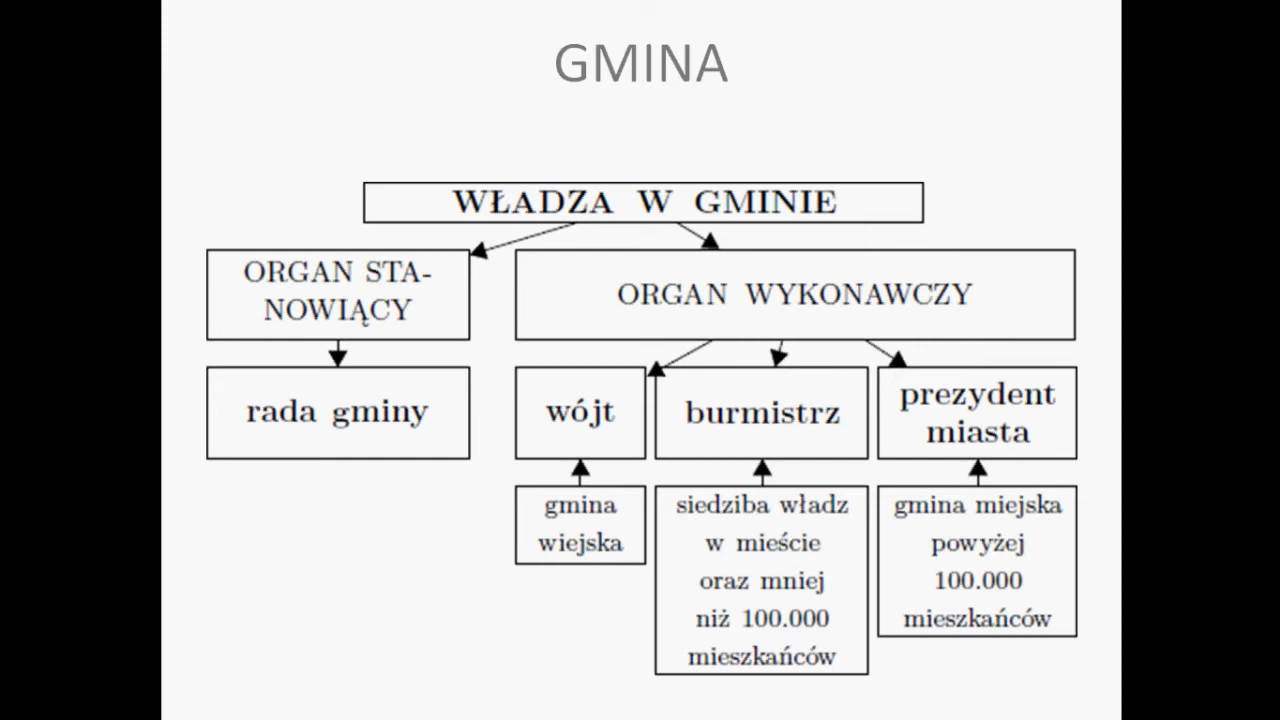 GMINA
WŁADZA W GMINIE
ORGAN STA-
NOWIĄCY
ORGAN WYKONAWCZY
rada gminy
wójt
burmistrz
prezydent
miasta
gmina
wiejska
siedziba władz
w mieście
oraz mniej
niż 100.000
mieszkańców
gmina miejska
powyżej
100.000
mieszkańców